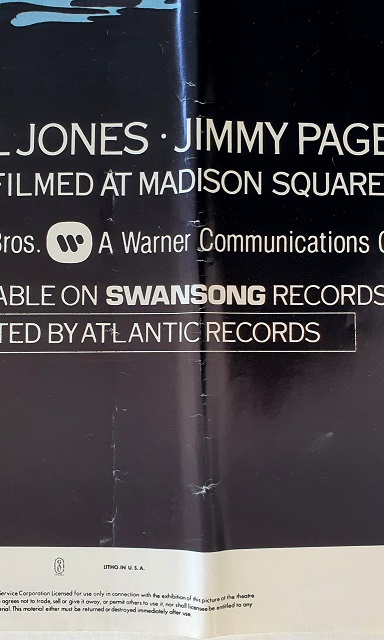 L JONES · JIMMY PAGE
FILMED AT MADISON SQUARE
Bros. A Warner Communications
ABLE ON SWANSONG RECORDS
TED BY ATLANTIC RECORDS
LITHO. IN U.S.A.
Service Corporation Licensed for use only in connection with the exhibition of this picture at the theatre
agrees not to trade, sell or give it away, or permit others to use it, nor shall licensee be entitled to any
rial. This material either must be returned or destroyed immediately after use.